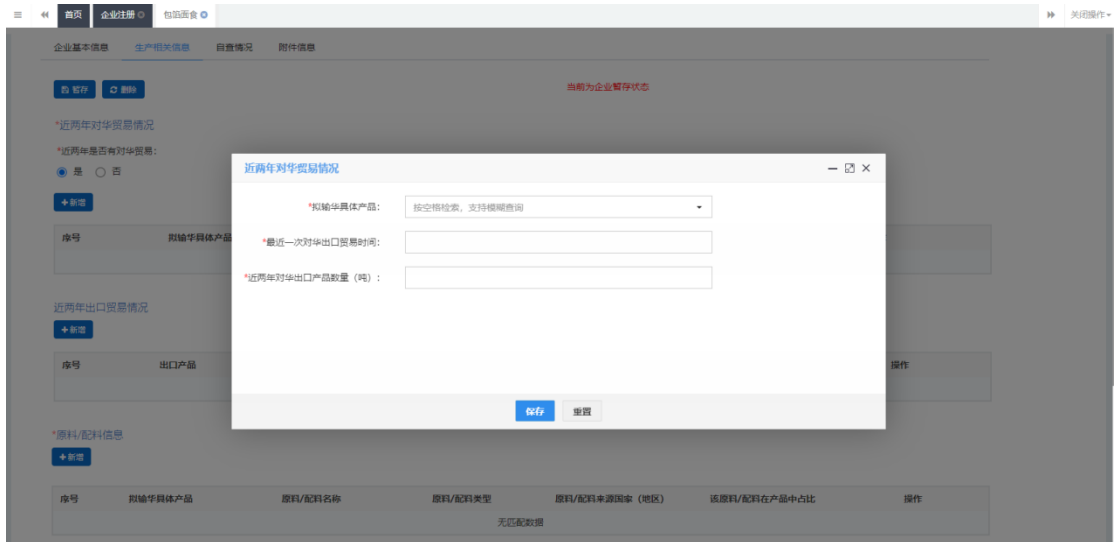 首页 企业注册 包馅面食 关闭操作
企业基本信息 生产相关信息 自查情况 附件信息
暂存 删除 当前为企业暂存状态
*近两年对华贸易情况
*近两年是否有对华贸易：
是 否
+新增
序号 拟输华具体产品
近两年对华贸易情况
*拟输华具体产品： 按空格检索，支持模糊查询
*最近一次对华出口贸易时间：
*近两年对华出口产品数量（吨）：
保存 重置
近两年出口贸易情况
+新增
序号 出口产品 操作
*原料/配料信息
+新增
序号 拟输华具体产品 原料/配料名称 原料/配料类型 原料/配料来源国家（地区） 该原料/配料在产品中占比 操作
无匹配数据